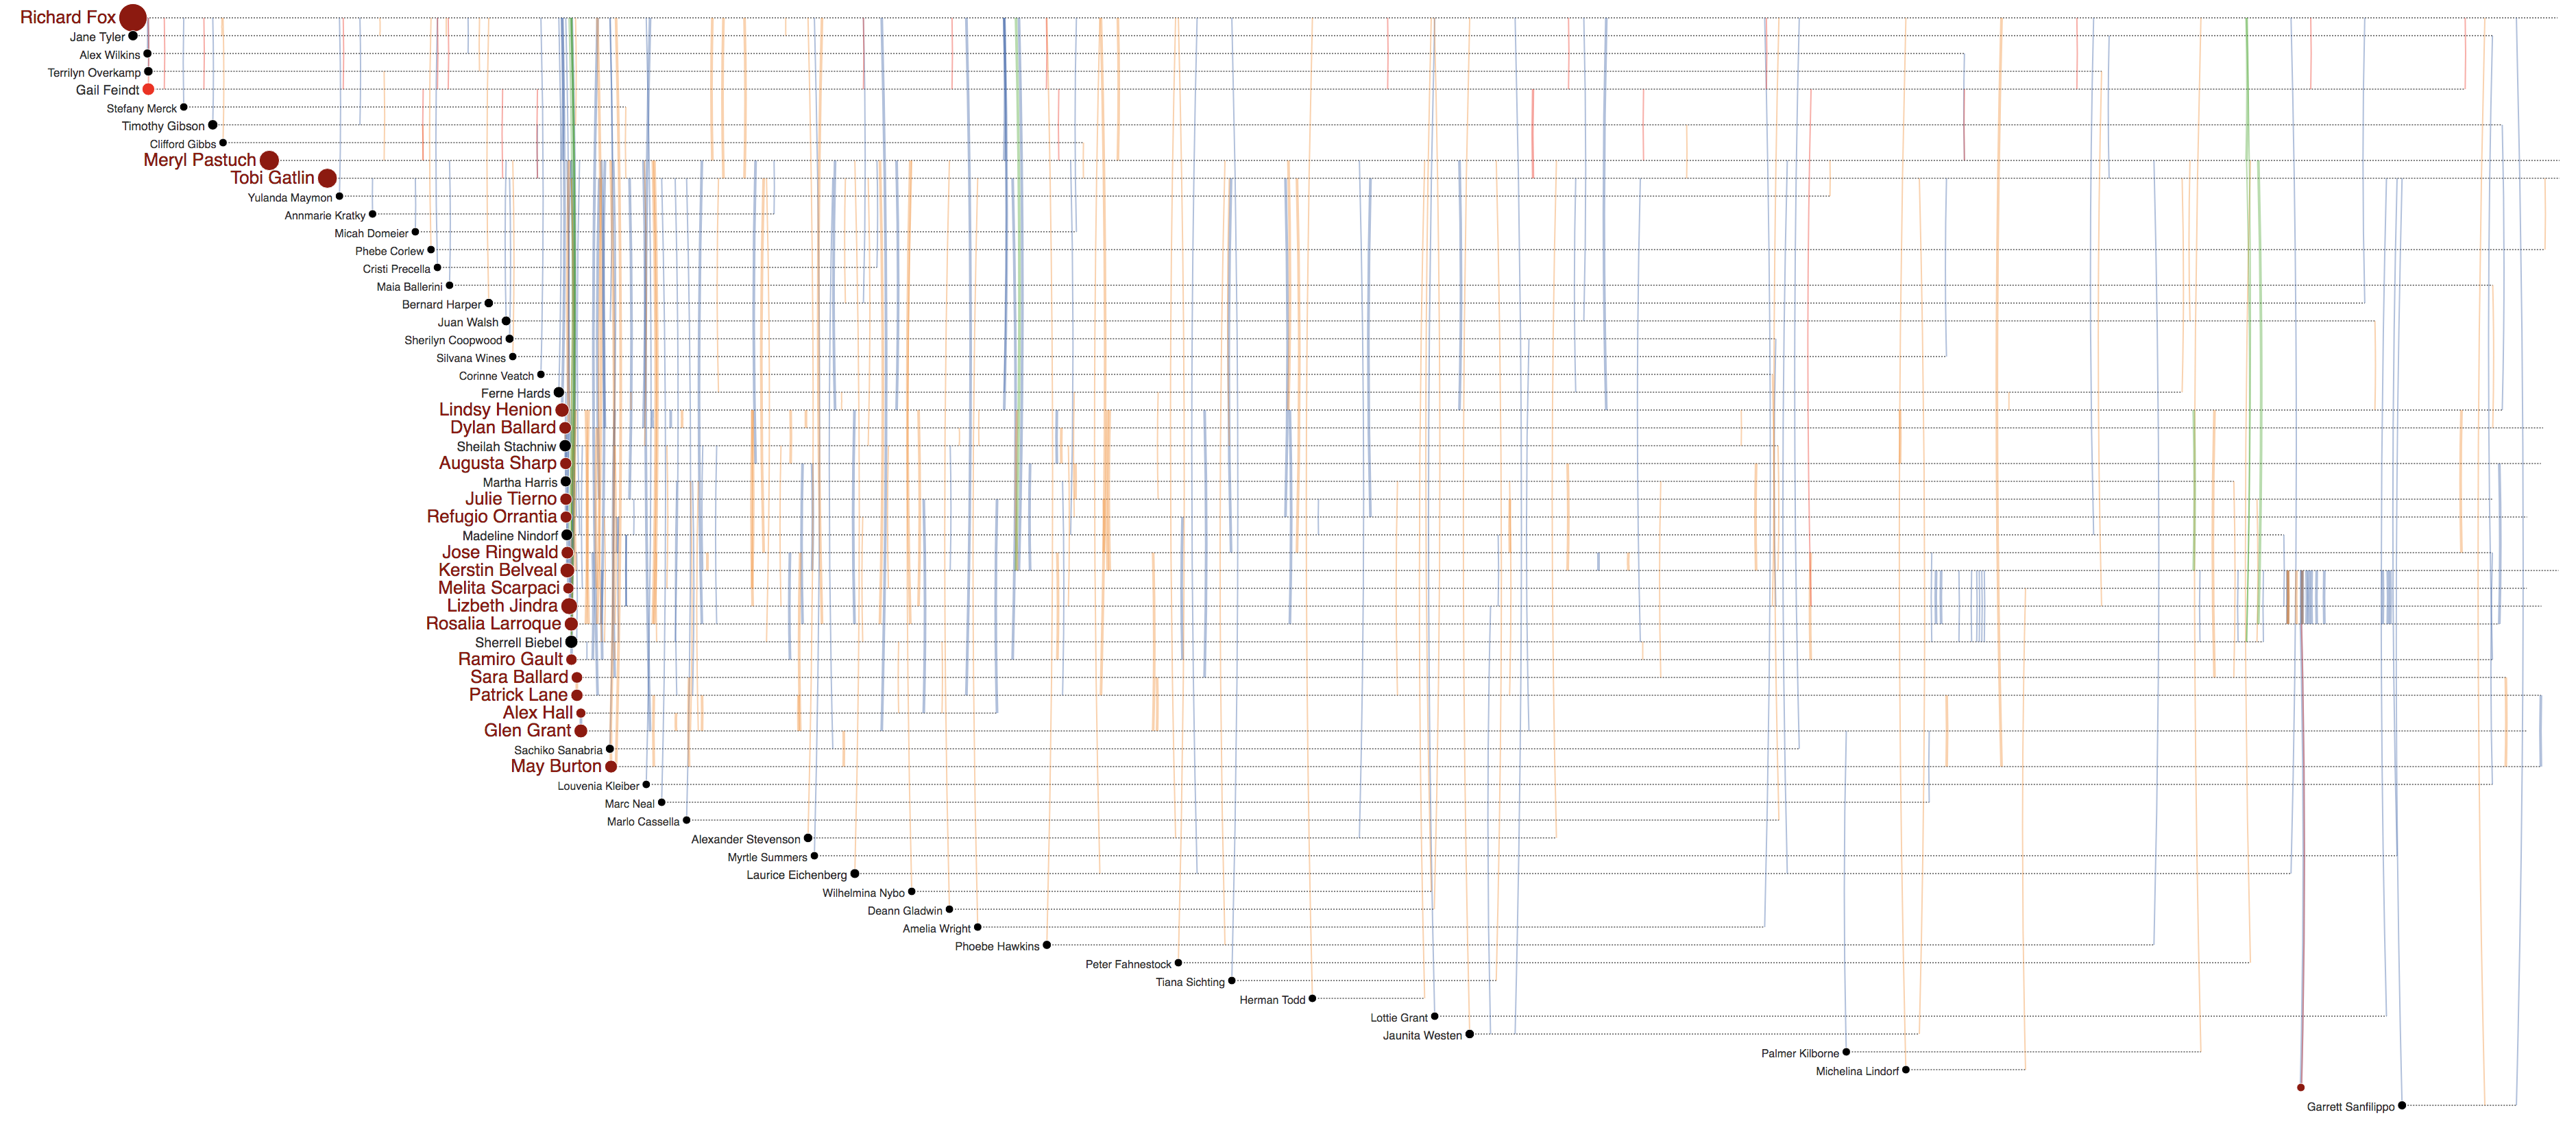 Richard Fox
Jane Tyler
Alex Wilkins
Terrilyn Overkamp
Gail Feindt
Stefany Merck
Timothy Gibson
Clifford Gibbs
Meryl Pastuch
Tobi Gatlin
Yulanda Maymon
Annmarie Kratky
Micah Domeier
Phebe Corlew
Cristi Precella
Maia Ballerini
Bernard Harper
Juan Walsh
Sherilyn Coopwood
Silvana Wines
Corinne Veatch
Ferne Hards
Lindsy Henion
Dylan Ballard
Sheilah Stachniw
Augusta Sharp
Martha Harris
Julie Tierno
Refugio Orrantia
Madeline Nindorf
Jose Ringwald
Kerstin Belveal
Melita Scarpaci
Lizbeth Jindra
Rosalia Larroque
Sherrell Biebel
Ramiro Gault
Sara Ballard
Patrick Lane
Alex Hall
Glen Grant
Sachiko Sanabria
May Burton
Louvenia Kleiber
Marc Neal
Marlo Cassella
Alexander Stevenson
Myrtle Summers
Laurice Eichenberg
Wilhelmina Nybo
Deann Gladwin
Amelia Wright
Phoebe Hawkins
Peter Fahnestock
Tiana Sichting
Herman Todd
Lottie Grant
Jaunita Westen
Palmer Kilborne
Michelina Lindorf
Garrett Sanfilippo